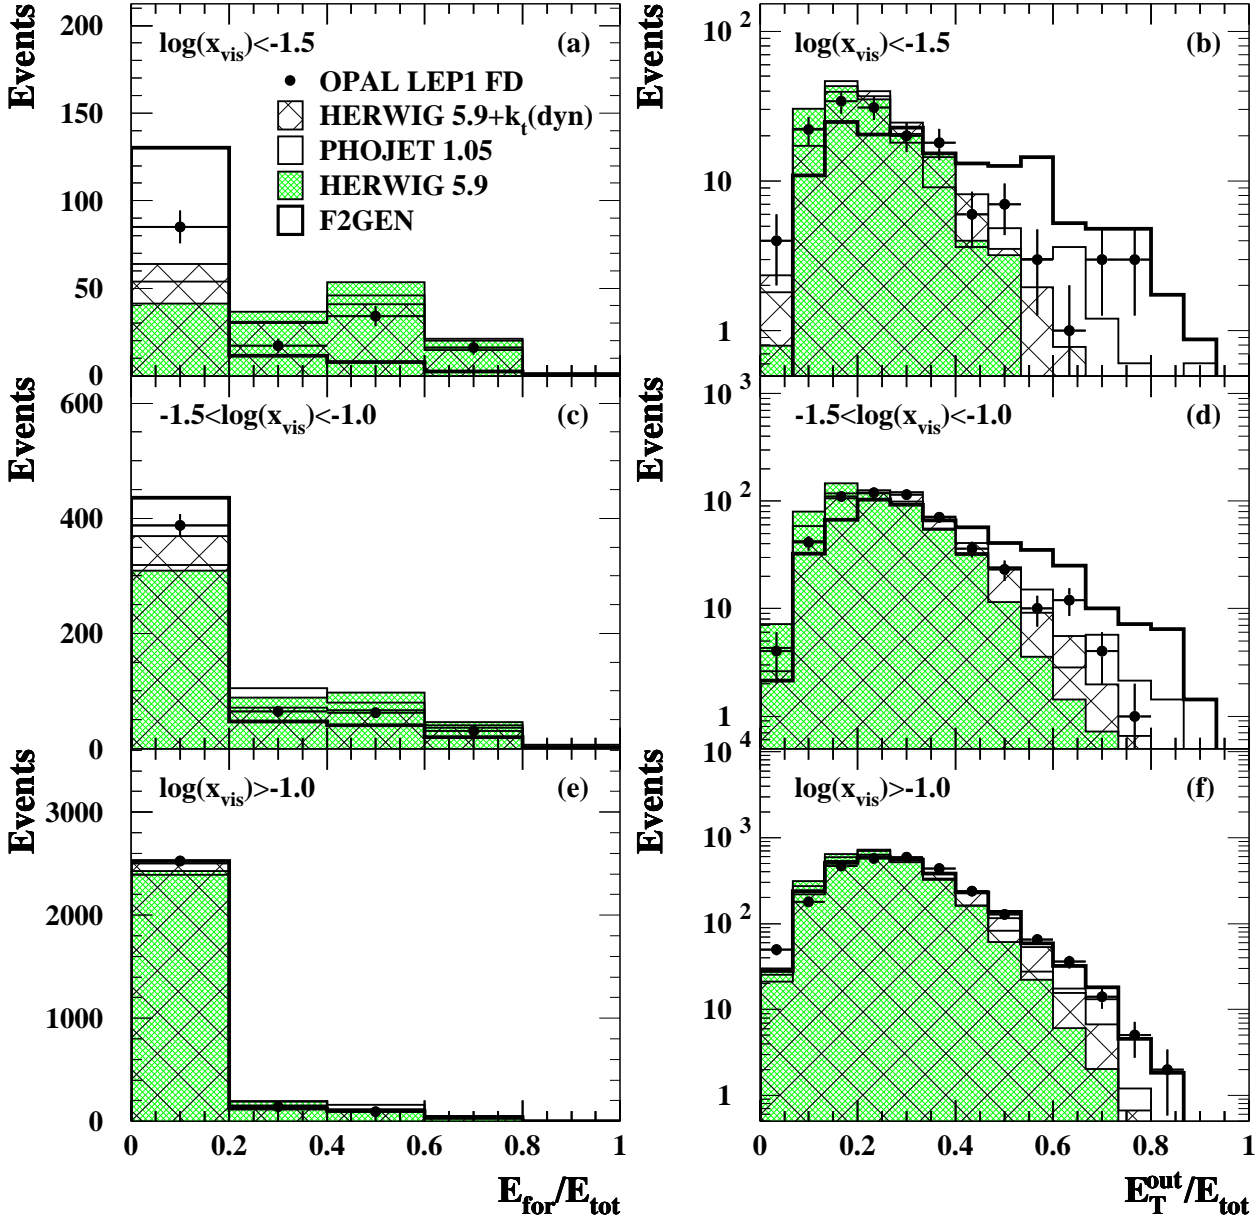 Events
200
150
100
50
0
log(x_vis)<-1.5 (a)
OPAL LEP1 FD
HERWIG 5.9+k_t(dyn)
PHOJET 1.05
HERWIG 5.9
F2GEN
Events
10^2
10
1
log(x_vis)<-1.5 (b)
Events
600
400
200
0
-1.5<log(x_vis)<-1.0 (c)
Events
10^3
10^2
10
1
-1.5<log(x_vis)<-1.0 (d)
Events
3000
2000
1000
0
log(x_vis)>-1.0 (e)
0 0.2 0.4 0.6 0.8 1
E_for/E_tot
Events
10^4
10^3
10^2
10
1
log(x_vis)>-1.0 (f)
0 0.2 0.4 0.6 0.8 1
E_T^out/E_tot